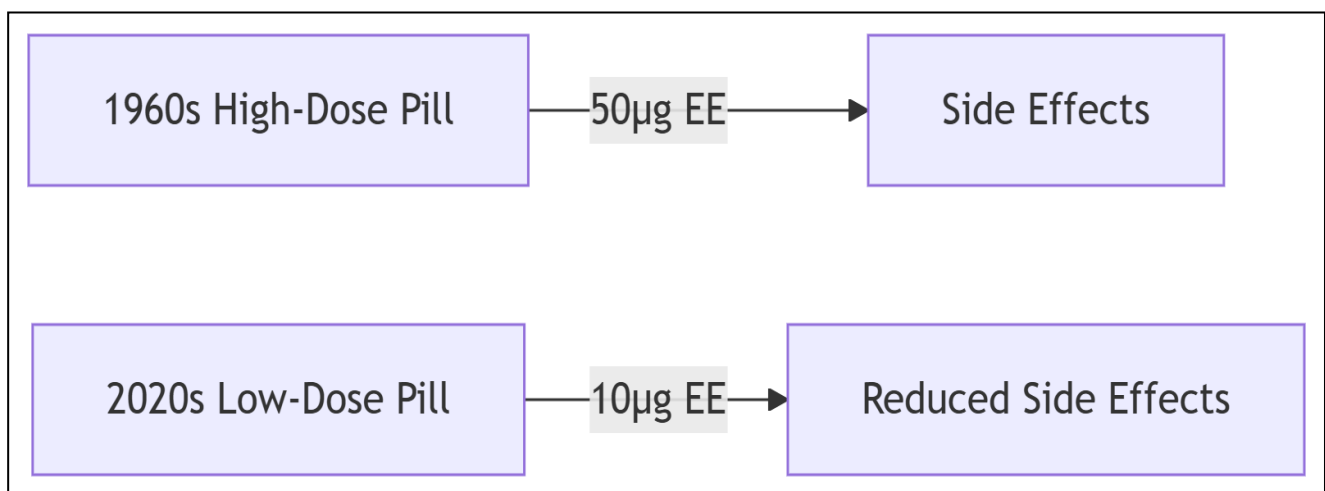 1960s High-Dose Pill
50µg EE
Side Effects
2020s Low-Dose Pill
10µg EE
Reduced Side Effects